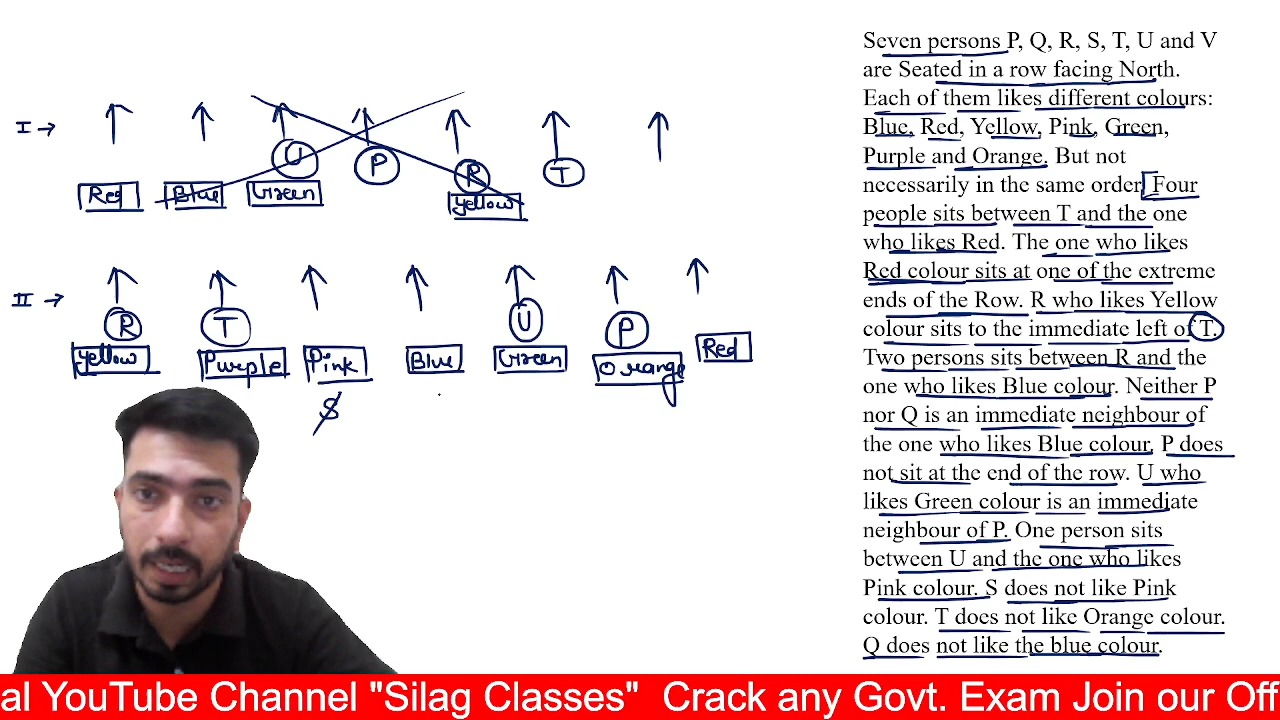 I →
U P R T
Red Blue Green Yellow
II →
R T U P
Yellow Purple Pink Blue Green Orange Red
S
Seven persons P, Q, R, S, T, U and V
are Seated in a row facing North.
Each of them likes different colours:
Blue, Red, Yellow, Pink, Green,
Purple and Orange. But not
necessarily in the same order. Four
people sits between T and the one
who likes Red. The one who likes
Red colour sits at one of the extreme
ends of the Row. R who likes Yellow
colour sits to the immediate left of T.
Two persons sits between R and the
one who likes Blue colour. Neither P
nor Q is an immediate neighbour of
the one who likes Blue colour, P does
not sit at the end of the row. U who
likes Green colour is an immediate
neighbour of P. One person sits
between U and the one who likes
Pink colour. S does not like Pink
colour. T does not like Orange colour.
Q does not like the blue colour.
al YouTube Channel "Silag Classes" Crack any Govt. Exam Join our Off